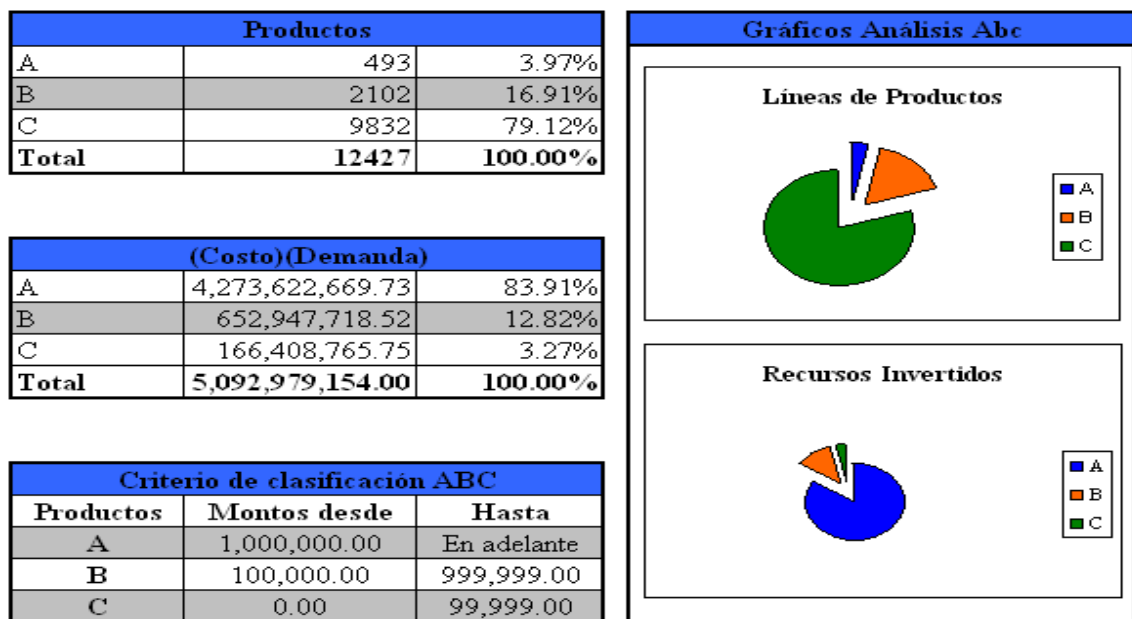 Productos
A 493 3.97%
B 2102 16.91%
C 9832 79.12%
Total 12427 100.00%
(Costo)(Demanda)
A 4,273,622,669.73 83.91%
B 652,947,718.52 12.82%
C 166,408,765.75 3.27%
Total 5,092,979,154.00 100.00%
Criterio de clasificación ABC
Productos Montos desde Hasta
A 1,000,000.00 En adelante
B 100,000.00 999,999.00
C 0.00 99,999.00
Gráficos Análisis Abc
Líneas de Productos
A
B
C
Recursos Invertidos
A
B
C